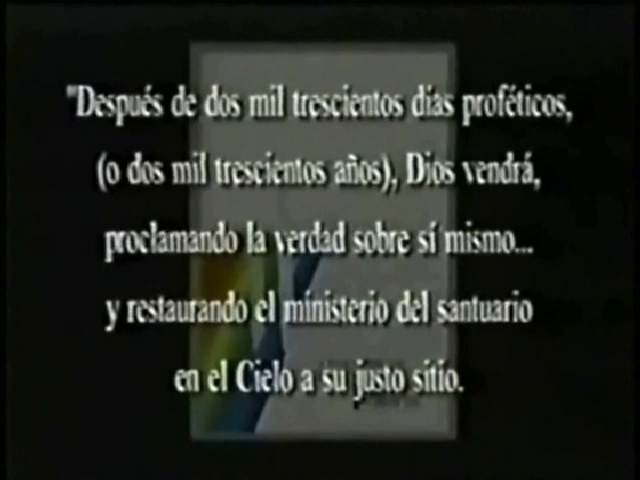 "Después de dos mil trescientos días proféticos,
(o dos mil trescientos años), Dios vendrá,
proclamando la verdad sobre sí mismo...
y restaurando el ministerio del santuario
en el Cielo a su justo sitio.